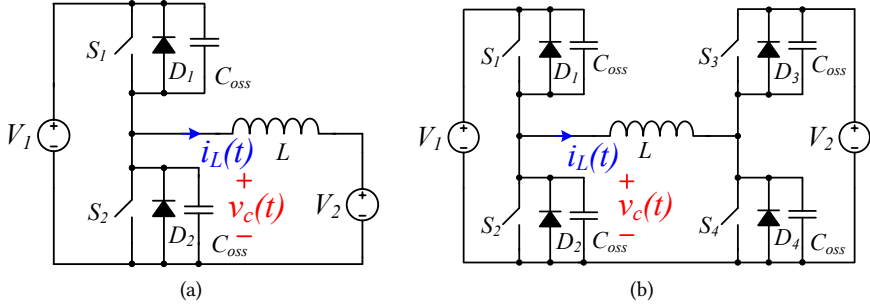 S1 D1 Coss
V1
iL(t) L
+
S2 D2 Coss vc(t) V2
−
(a)
S1 D1 Coss S3 D3 Coss
V1 V2
iL(t) L
+
S2 D2 Coss vc(t) S4 D4 Coss
−
(b)